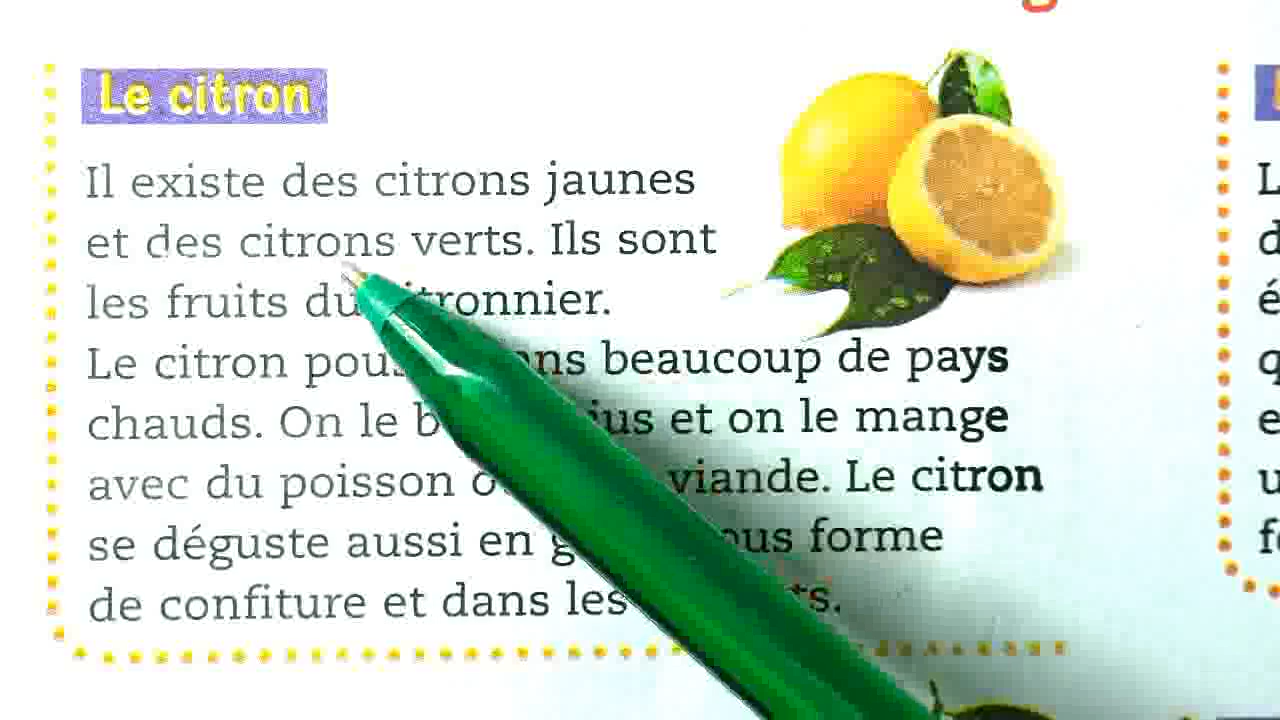 Le citron
Il existe des citrons jaunes
et des citrons verts. Ils sont
les fruits du citronnier.
Le citron beaucoup de pays
chauds. On le jus et on le mange
avec du poisson viande. Le citron
se déguste aussi en forme
de confiture et dans les